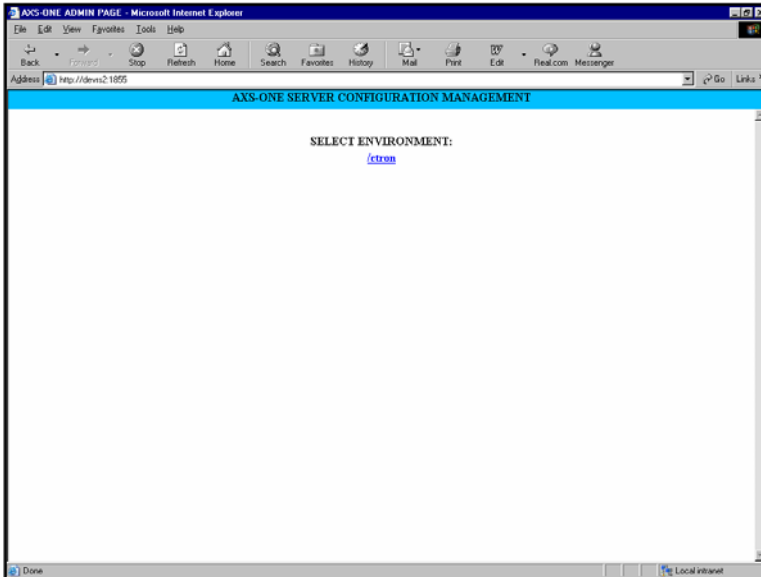 AXS-ONE ADMIN PAGE - Microsoft Internet Explorer
File Edit View Favorites Tools Help
Back Forward Stop Refresh Home Search Favorites History Mail Print Edit Real.com Messenger
Address http://devis2:1855 Go Links
AXS-ONE SERVER CONFIGURATION MANAGEMENT
SELECT ENVIRONMENT:
/ctron
Done Local intranet